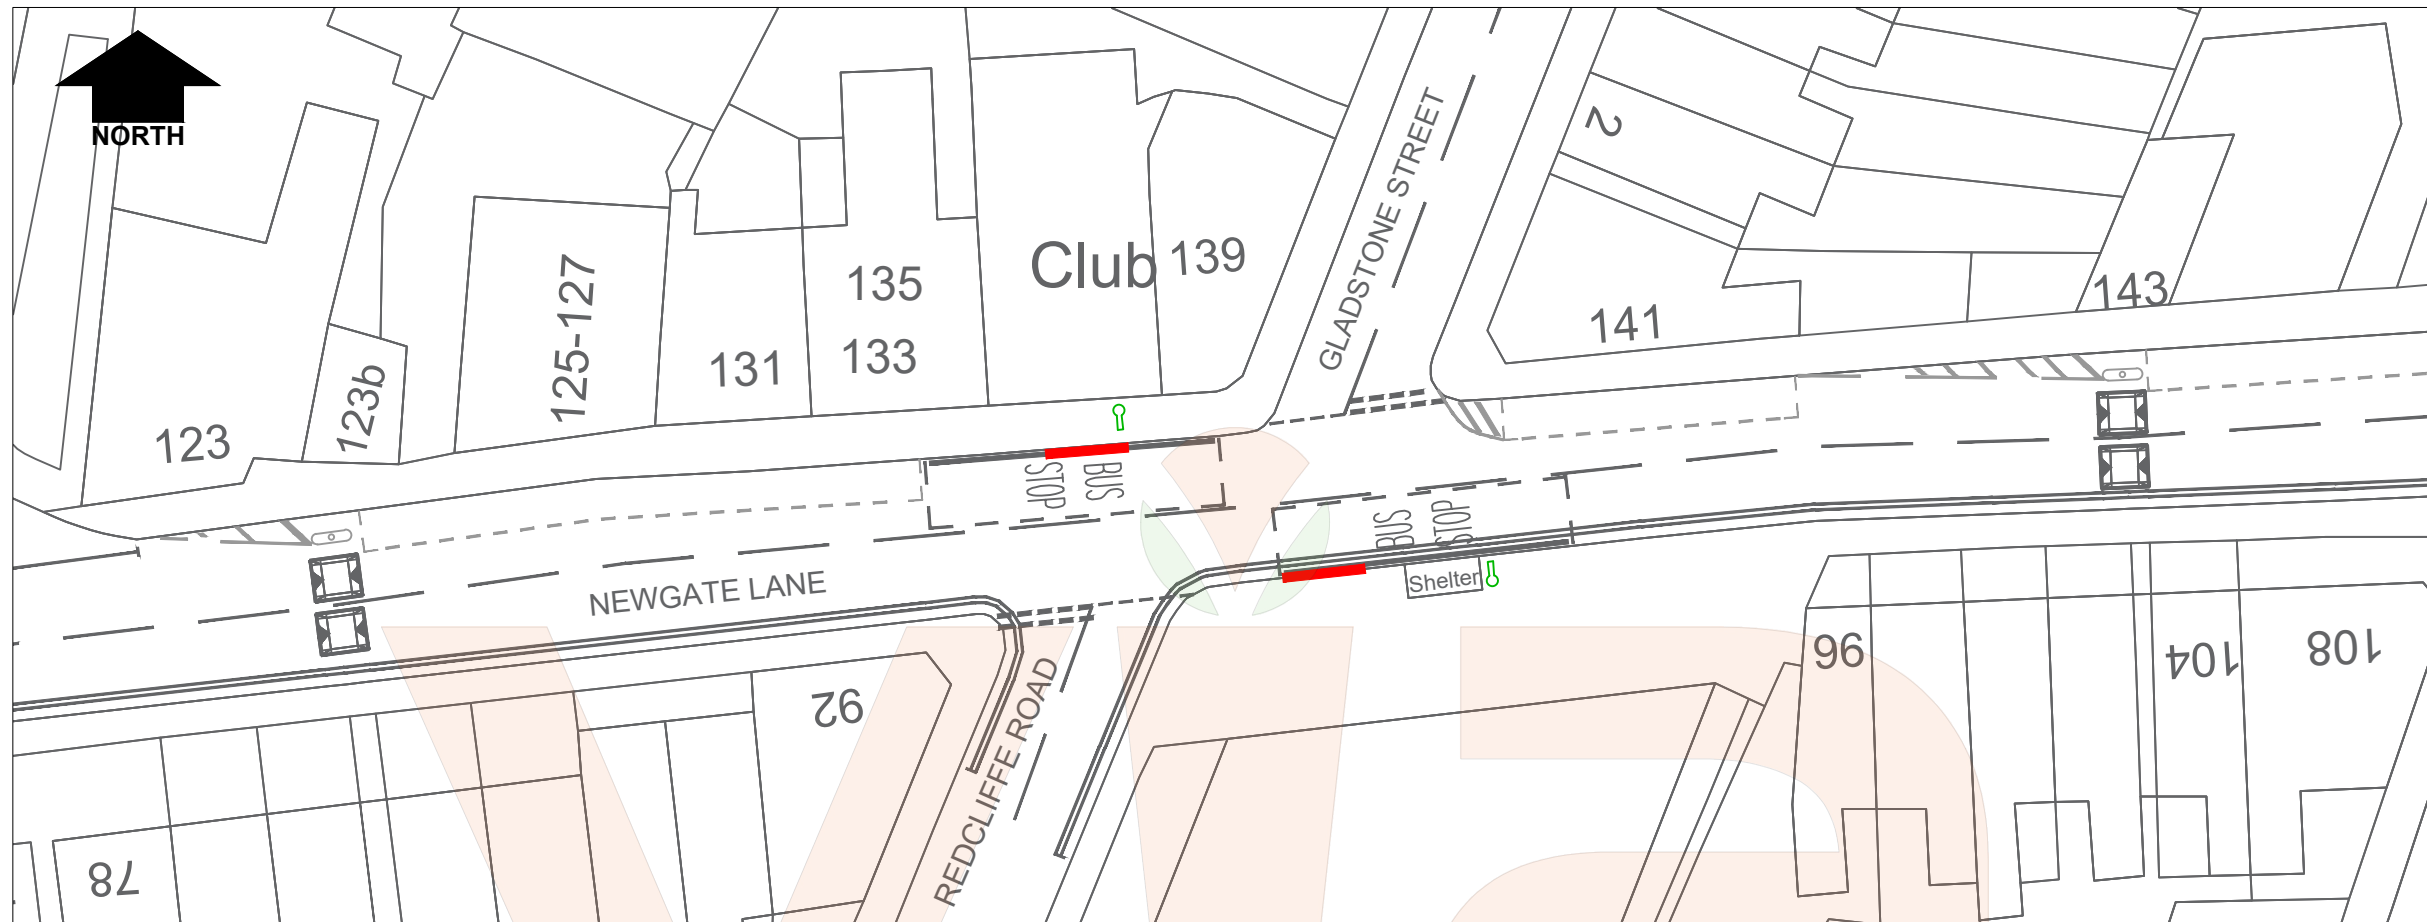 NORTH
2
GLADSTONE STREET
Club
139
135
125-127
143
141
133
131
123b
123
BUS
STOP
BUS
STOP
NEWGATE LANE
Shelter
96
104
108
92
REDCLIFFE ROAD
78
via